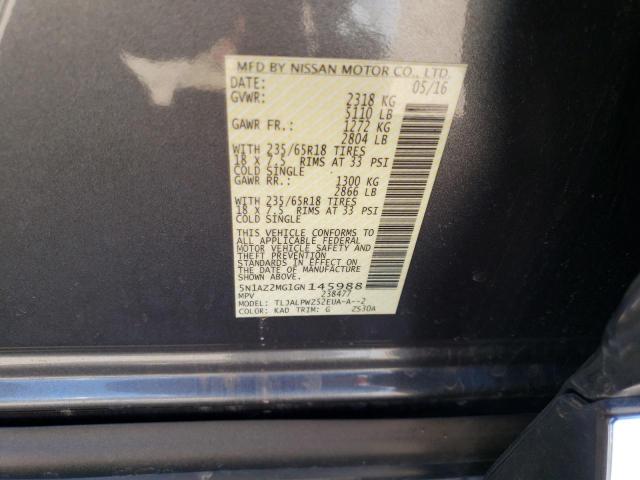 MFD BY NISSAN MOTOR CO., LTD.
DATE: 05/16
GVWR: 2318 KG
5110 LB
GAWR FR.: 1272 KG
2804 LB
WITH 235/65R18 TIRES
18 X 7.5 RIMS AT 33 PSI
COLD SINGLE
GAWR RR.: 1300 KG
2866 LB
WITH 235/65R18 TIRES
18 X 7.5 RIMS AT 33 PSI
COLD SINGLE
THIS VEHICLE CONFORMS TO
ALL APPLICABLE FEDERAL
MOTOR VEHICLE SAFETY AND
THEFT PREVENTION
STANDARDS IN EFFECT ON
THE DATE OF MANUFACTURE
SHOWN ABOVE.
5N1AZ2MG1GN145988
MPV 238477
MODEL: TLJALPWZ52EUA-A--2
COLOR: KAD TRIM: G Z530A